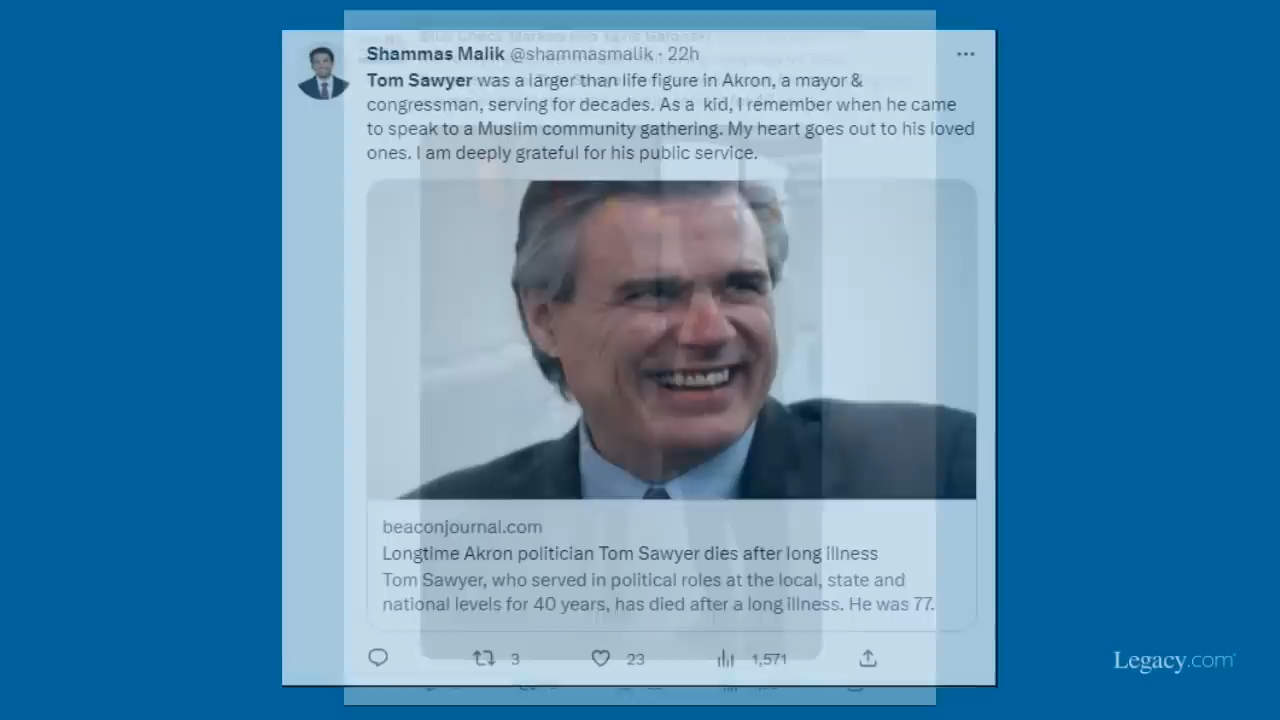 Shammas Malik @shammasmalik · 22h
Tom Sawyer was a larger than life figure in Akron, a mayor &
congressman, serving for decades. As a kid, I remember when he came
to speak to a Muslim community gathering. My heart goes out to his loved
ones. I am deeply grateful for his public service.
beaconjournal.com
Longtime Akron politician Tom Sawyer dies after long illness
Tom Sawyer, who served in political roles at the local, state and
national levels for 40 years, has died after a long illness. He was 77.
3 23 1,571
Legacy.com